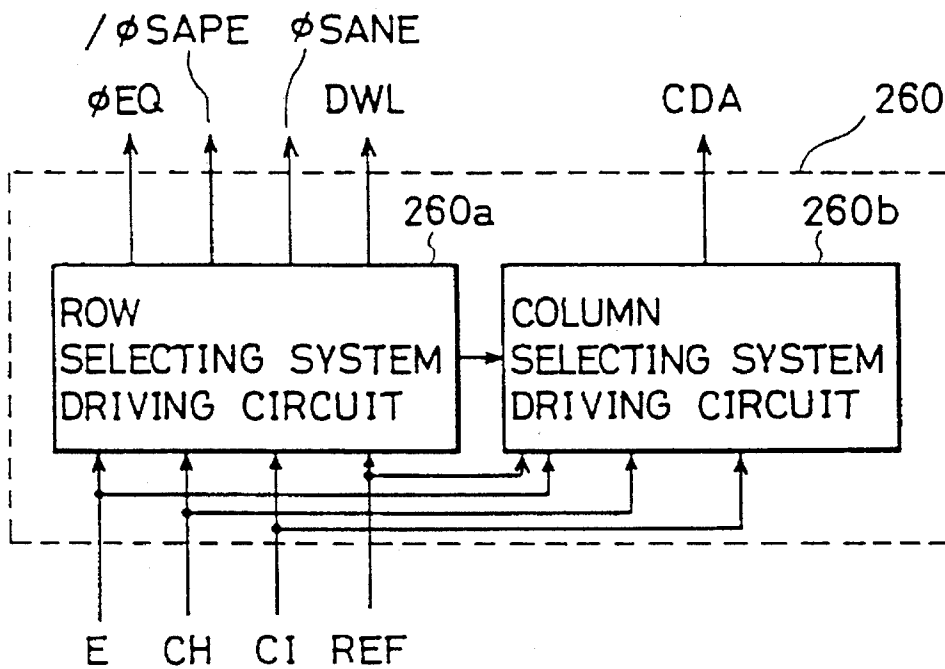 /φSAPE φSANE
φEQ DWL CDA 260
260a 260b
ROW
SELECTING SYSTEM
DRIVING CIRCUIT
COLUMN
SELECTING SYSTEM
DRIVING CIRCUIT
E CH CI REF